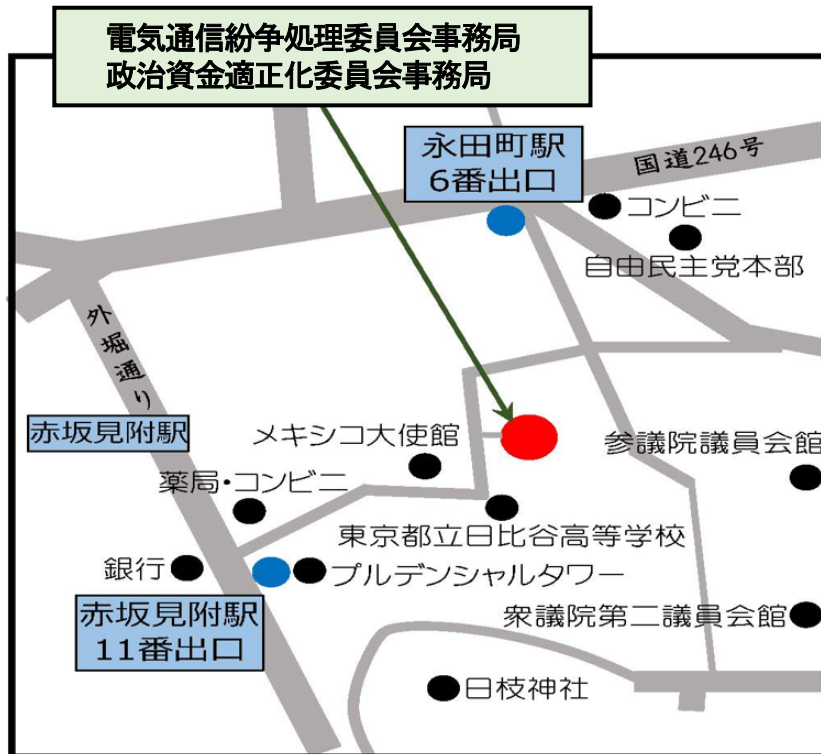 電気通信紛争処理委員会事務局
政治資金適正化委員会事務局
永田町駅
6番出口
国道246号
コンビニ
自由民主党本部
外堀通り
赤坂見附駅
メキシコ大使館
参議院議員会館
薬局・コンビニ
東京都立日比谷高等学校
銀行
プルデンシャルタワー
赤坂見附駅
11番出口
衆議院第二議員会館
日枝神社